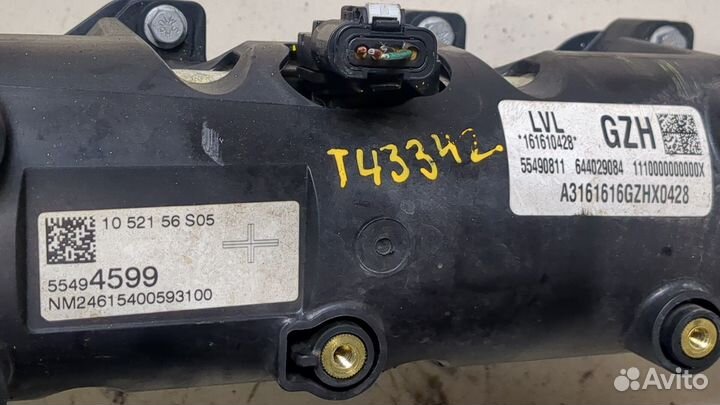 LVL
GZH
*161610428*
55490811 644029084 1110000000000X
A3161616GZHX0428
T43342
10 521 56 S05
55494599
NM24615400593100
Avito